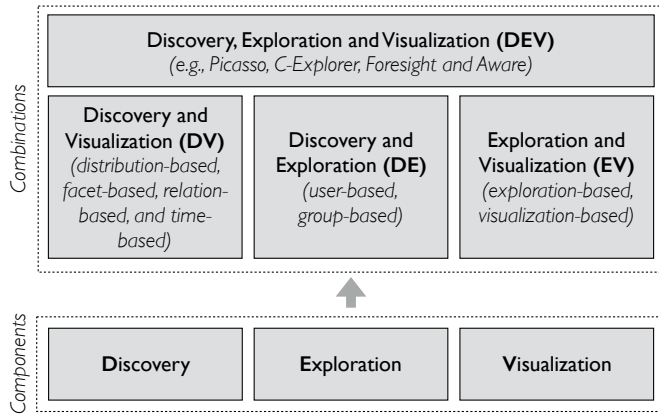 Combinations
Discovery, Exploration and Visualization (DEV)
(e.g., Picasso, C-Explorer, Foresight and Aware)
Discovery and
Visualization (DV)
(distribution-based,
facet-based, relation-
based, and time-
based)
Discovery and
Exploration (DE)
(user-based,
group-based)
Exploration and
Visualization (EV)
(exploration-based,
visualization-based)
Components
Discovery
Exploration
Visualization